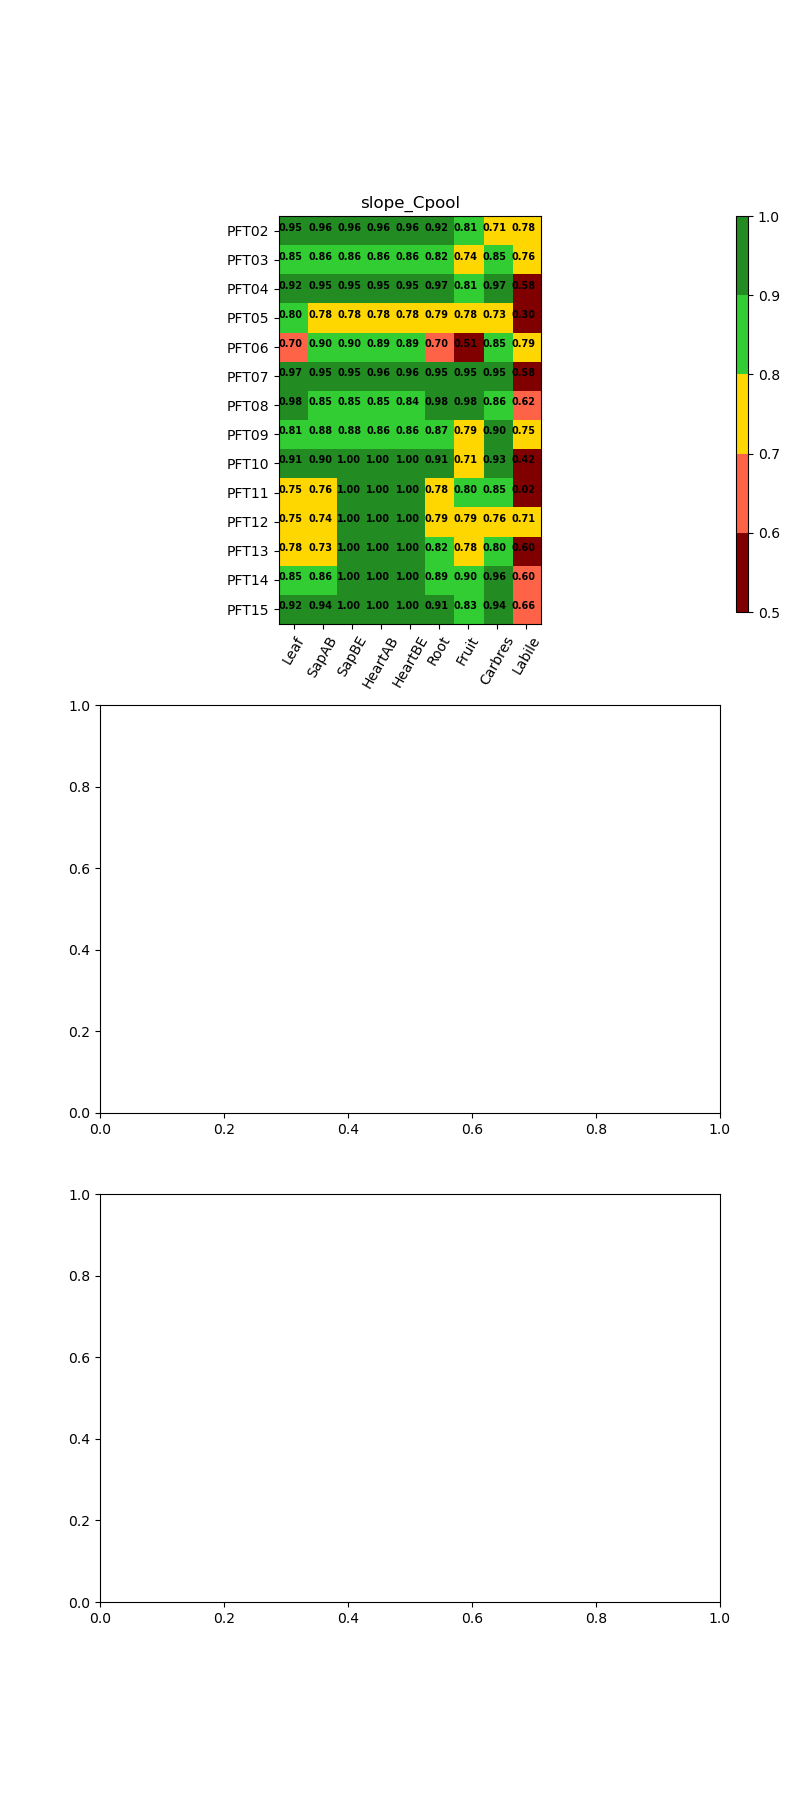 slope_Cpool
PFT02 0.95 0.96 0.96 0.96 0.96 0.92 0.81 0.71 0.78
PFT03 0.85 0.86 0.86 0.86 0.86 0.82 0.74 0.85 0.76
PFT04 0.92 0.95 0.95 0.95 0.95 0.97 0.81 0.97 0.58
PFT05 0.80 0.78 0.78 0.78 0.78 0.79 0.78 0.73 0.30
PFT06 0.70 0.90 0.90 0.89 0.89 0.70 0.51 0.85 0.79
PFT07 0.97 0.95 0.95 0.96 0.96 0.95 0.95 0.95 0.58
PFT08 0.98 0.85 0.85 0.85 0.84 0.98 0.98 0.86 0.62
PFT09 0.81 0.88 0.88 0.86 0.86 0.87 0.79 0.90 0.75
PFT10 0.91 0.90 1.00 1.00 1.00 0.91 0.71 0.93 0.42
PFT11 0.75 0.76 1.00 1.00 1.00 0.78 0.80 0.85 0.02
PFT12 0.75 0.74 1.00 1.00 1.00 0.79 0.79 0.76 0.71
PFT13 0.78 0.73 1.00 1.00 1.00 0.82 0.78 0.80 0.60
PFT14 0.85 0.86 1.00 1.00 1.00 0.89 0.90 0.96 0.60
PFT15 0.92 0.94 1.00 1.00 1.00 0.91 0.83 0.94 0.66
Leaf SapAB SapBE HeartAB HeartBE Root Fruit Carbres Labile
1.0
0.9
0.8
0.7
0.6
0.5
1.0
0.8
0.6
0.4
0.2
0.0
0.0 0.2 0.4 0.6 0.8 1.0
1.0
0.8
0.6
0.4
0.2
0.0
0.0 0.2 0.4 0.6 0.8 1.0